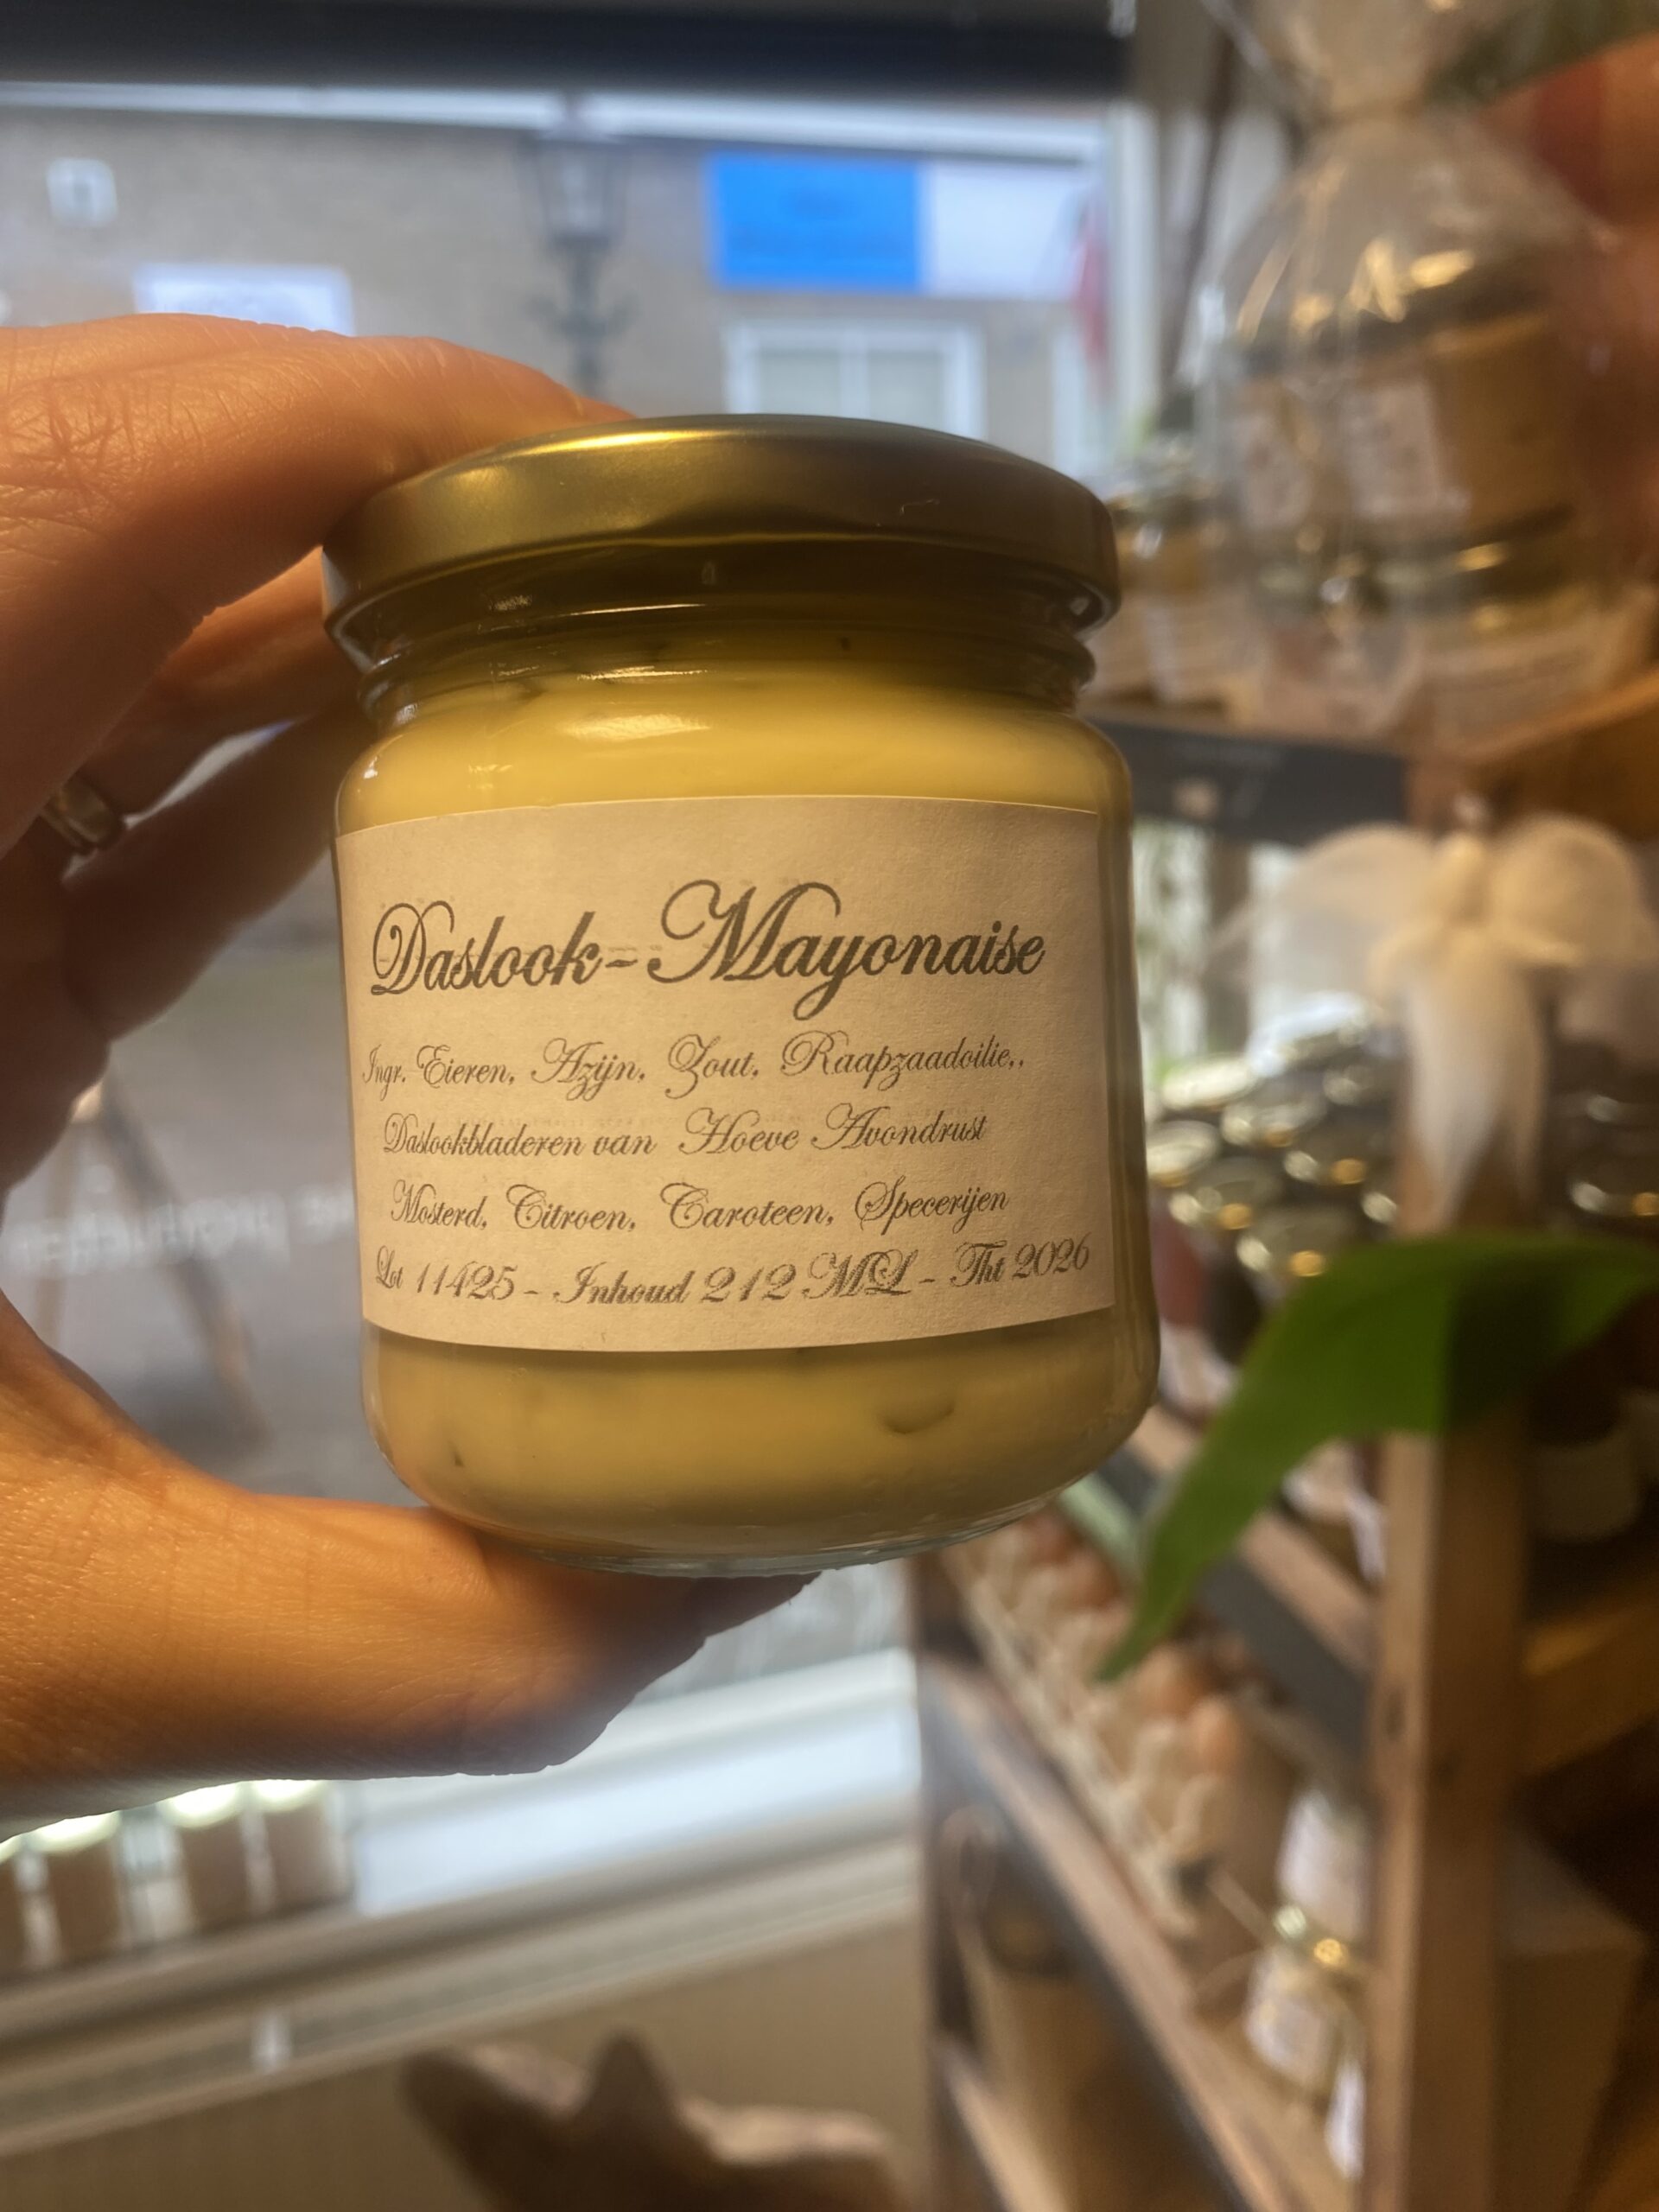 Daslook-Mayonaise
Ingr. Eieren, Azijn, Zout, Raapzaadoilie,.
Daslookbladeren van Hoeve Avondrust
Mosterd, Citroen, Caroteen, Specerijen
Lot 11425 - Inhoud 212 ML - Tht 2026